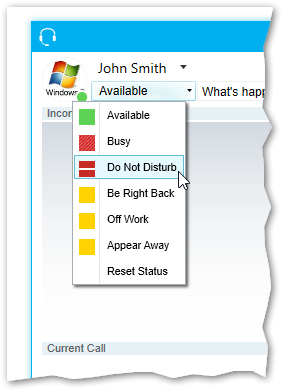 John Smith
Windows
Available
What's happ
Incor
Available
Busy
Do Not Disturb
Be Right Back
Off Work
Appear Away
Reset Status
Current Call